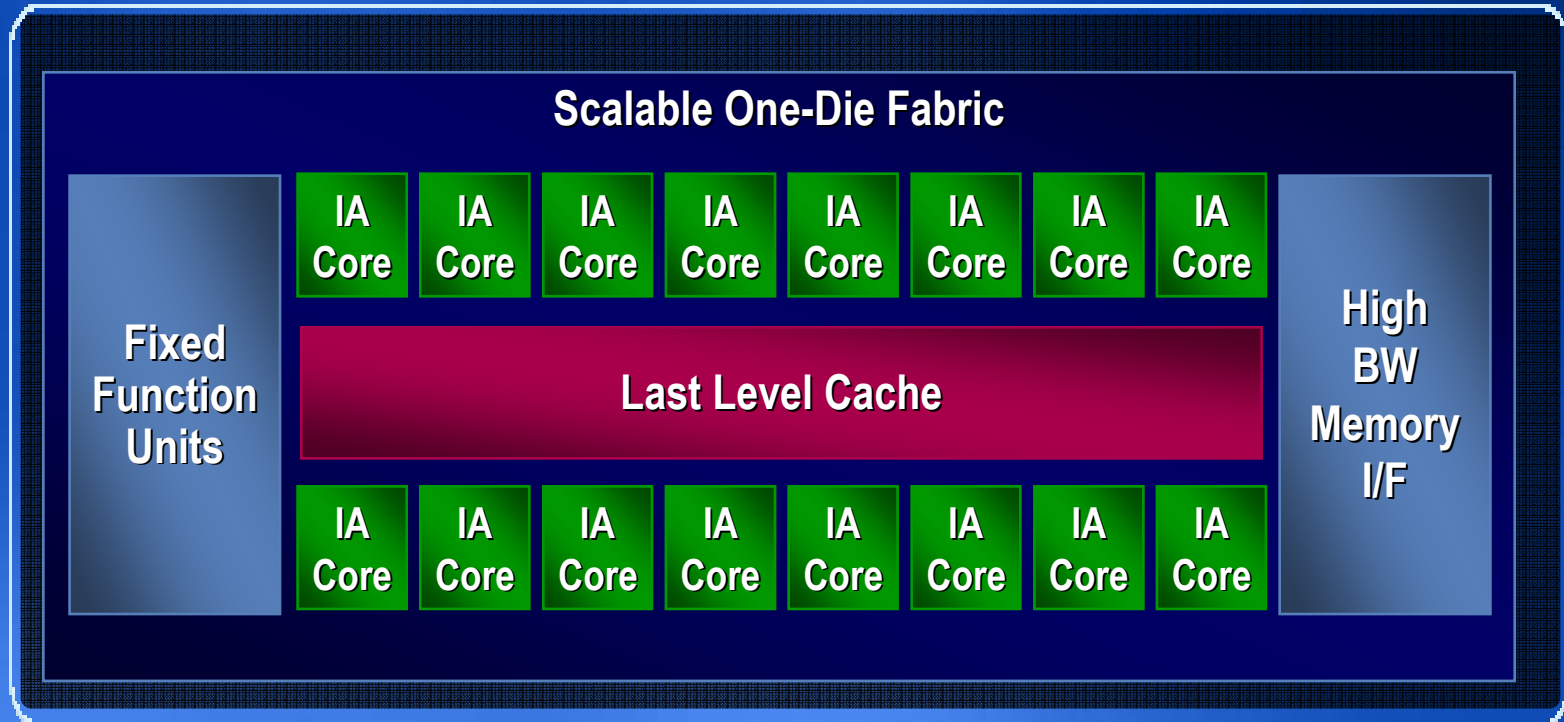 Scalable One-Die Fabric
Fixed
Function
Units
IA
Core
IA
Core
IA
Core
IA
Core
IA
Core
IA
Core
IA
Core
IA
Core
Last Level Cache
IA
Core
IA
Core
IA
Core
IA
Core
IA
Core
IA
Core
IA
Core
IA
Core
High
BW
Memory
I/F